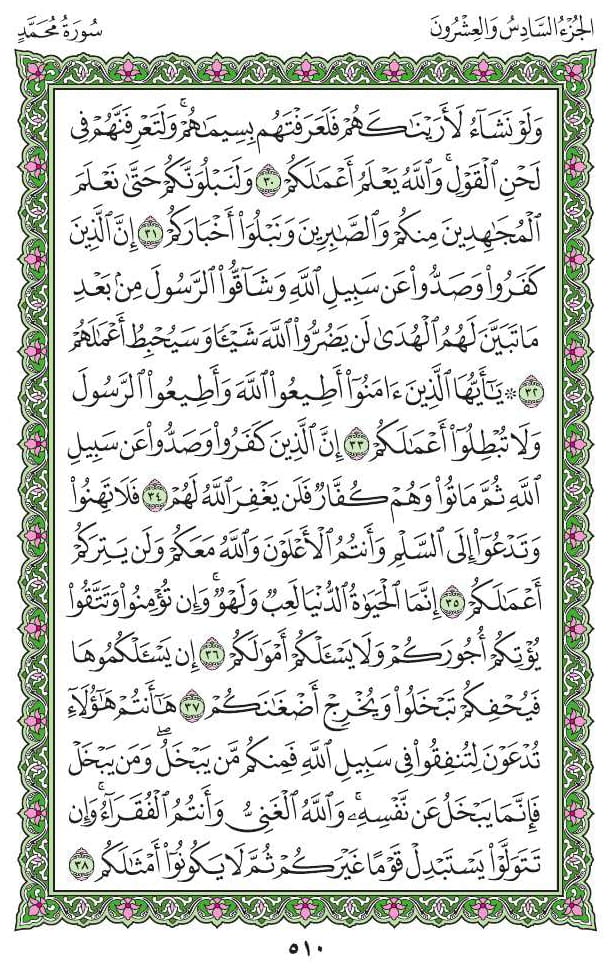 الجُزْءُ السَّادِسُ وَالعِشْرُونَ
سُورَةُ مُحَمَّدٍ
وَلَوْ نَشَآءُ لَأَرَيْنَٰكَهُمْ فَلَعَرَفْتَهُم بِسِيمَٰهُمْۚ وَلَتَعْرِفَنَّهُمْ فِى
لَحْنِ ٱلْقَوْلِۚ وَٱللَّهُ يَعْلَمُ أَعْمَٰلَكُمْ ٣٠ وَلَنَبْلُوَنَّكُمْ حَتَّىٰ نَعْلَمَ
ٱلْمُجَٰهِدِينَ مِنكُمْ وَٱلصَّٰبِرِينَ وَنَبْلُوَا۟ أَخْبَارَكُمْ ٣١ إِنَّ ٱلَّذِينَ
كَفَرُوا۟ وَصَدُّوا۟ عَن سَبِيلِ ٱللَّهِ وَشَآقُّوا۟ ٱلرَّسُولَ مِنۢ بَعْدِ
مَا تَبَيَّنَ لَهُمُ ٱلْهُدَىٰ لَن يَضُرُّوا۟ ٱللَّهَ شَيْـًٔا وَسَيُحْبِطُ أَعْمَٰلَهُمْ
٣٢ ۞ يَٰٓأَيُّهَا ٱلَّذِينَ ءَامَنُوٓا۟ أَطِيعُوا۟ ٱللَّهَ وَأَطِيعُوا۟ ٱلرَّسُولَ
وَلَا تُبْطِلُوٓا۟ أَعْمَٰلَكُمْ ٣٣ إِنَّ ٱلَّذِينَ كَفَرُوا۟ وَصَدُّوا۟ عَن سَبِيلِ
ٱللَّهِ ثُمَّ مَاتُوا۟ وَهُمْ كُفَّارٌ فَلَن يَغْفِرَ ٱللَّهُ لَهُمْ ٣٤ فَلَا تَهِنُوا۟
وَتَدْعُوٓا۟ إِلَى ٱلسَّلْمِ وَأَنتُمُ ٱلْأَعْلَوْنَ وَٱللَّهُ مَعَكُمْ وَلَن يَتِرَكُمْ
أَعْمَٰلَكُمْ ٣٥ إِنَّمَا ٱلْحَيَوٰةُ ٱلدُّنْيَا لَعِبٌ وَلَهْوٌۚ وَإِن تُؤْمِنُوا۟ وَتَتَّقُوا۟
يُؤْتِكُمْ أُجُورَكُمْ وَلَا يَسْـَٔلْكُمْ أَمْوَٰلَكُمْ ٣٦ إِن يَسْـَٔلْكُمُوهَا
فَيُحْفِكُمْ تَبْخَلُوا۟ وَيُخْرِجْ أَضْغَٰنَكُمْ ٣٧ هَٰٓأَنتُمْ هَٰٓؤُلَآءِ
تُدْعَوْنَ لِتُنفِقُوا۟ فِى سَبِيلِ ٱللَّهِ فَمِنكُم مَّن يَبْخَلُۖ وَمَن يَبْخَلْ
فَإِنَّمَا يَبْخَلُ عَن نَّفْسِهِۦۚ وَٱللَّهُ ٱلْغَنِىُّ وَأَنتُمُ ٱلْفُقَرَآءُۚ وَإِن
تَتَوَلَّوْا۟ يَسْتَبْدِلْ قَوْمًا غَيْرَكُمْ ثُمَّ لَا يَكُونُوٓا۟ أَمْثَٰلَكُم ٣٨
٥١٠